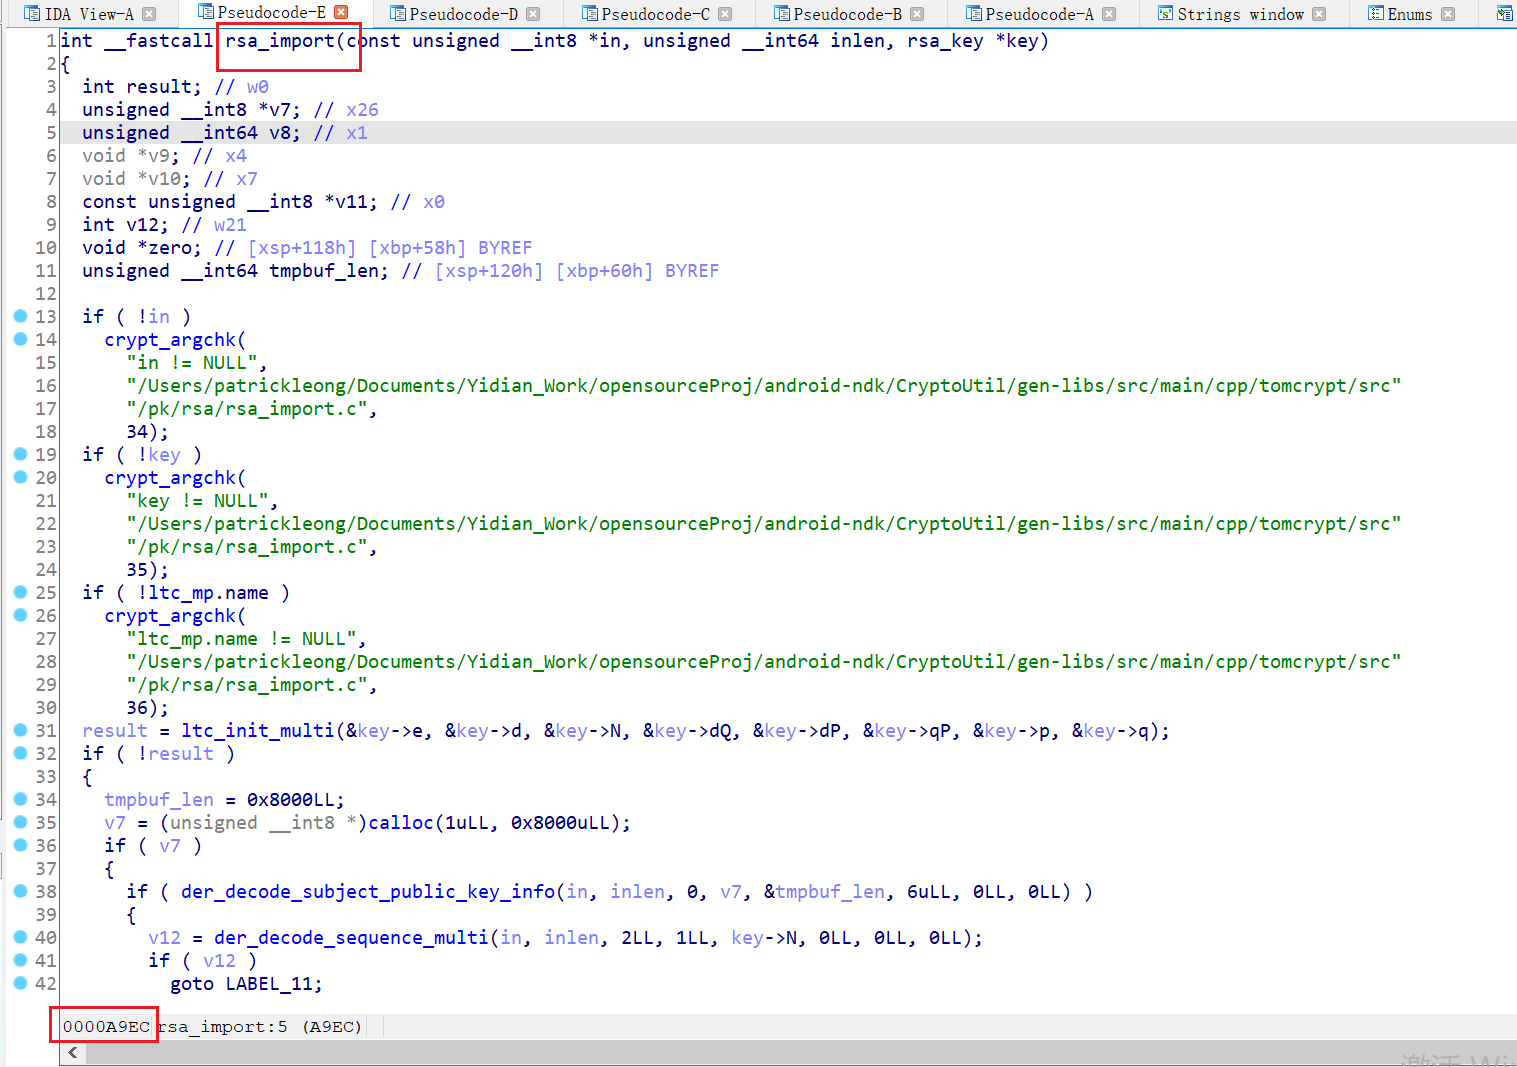 IDA View-A Pseudocode-E Pseudocode-D Pseudocode-C Pseudocode-B Pseudocode-A Strings window Enums
1 int __fastcall rsa_import(const unsigned __int8 *in, unsigned __int64 inlen, rsa_key *key)
2 {
3 int result; // w0
4 unsigned __int8 *v7; // x26
5 unsigned __int64 v8; // x1
6 void *v9; // x4
7 void *v10; // x7
8 const unsigned __int8 *v11; // x0
9 int v12; // w21
10 void *zero; // [xsp+118h] [xbp+58h] BYREF
11 unsigned __int64 tmpbuf_len; // [xsp+120h] [xbp+60h] BYREF
12
13 if ( !in )
14 crypt_argchk(
15 "in != NULL",
16 "/Users/patrickleong/Documents/Yidian_Work/opensourceProj/android-ndk/CryptoUtil/gen-libs/src/main/cpp/tomcrypt/src"
17 "/pk/rsa/rsa_import.c",
18 34);
19 if ( !key )
20 crypt_argchk(
21 "key != NULL",
22 "/Users/patrickleong/Documents/Yidian_Work/opensourceProj/android-ndk/CryptoUtil/gen-libs/src/main/cpp/tomcrypt/src"
23 "/pk/rsa/rsa_import.c",
24 35);
25 if ( !ltc_mp.name )
26 crypt_argchk(
27 "ltc_mp.name != NULL",
28 "/Users/patrickleong/Documents/Yidian_Work/opensourceProj/android-ndk/CryptoUtil/gen-libs/src/main/cpp/tomcrypt/src"
29 "/pk/rsa/rsa_import.c",
30 36);
31 result = ltc_init_multi(&key->e, &key->d, &key->N, &key->dQ, &key->dP, &key->qP, &key->p, &key->q);
32 if ( !result )
33 {
34 tmpbuf_len = 0x8000LL;
35 v7 = (unsigned __int8 *)calloc(1uLL, 0x8000uLL);
36 if ( v7 )
37 {
38 if ( der_decode_subject_public_key_info(in, inlen, 0, v7, &tmpbuf_len, 6uLL, 0LL, 0LL) )
39 {
40 v12 = der_decode_sequence_multi(in, inlen, 2LL, 1LL, key->N, 0LL, 0LL, 0LL);
41 if ( v12 )
42 goto LABEL_11;
0000A9EC rsa_import:5 (A9EC)